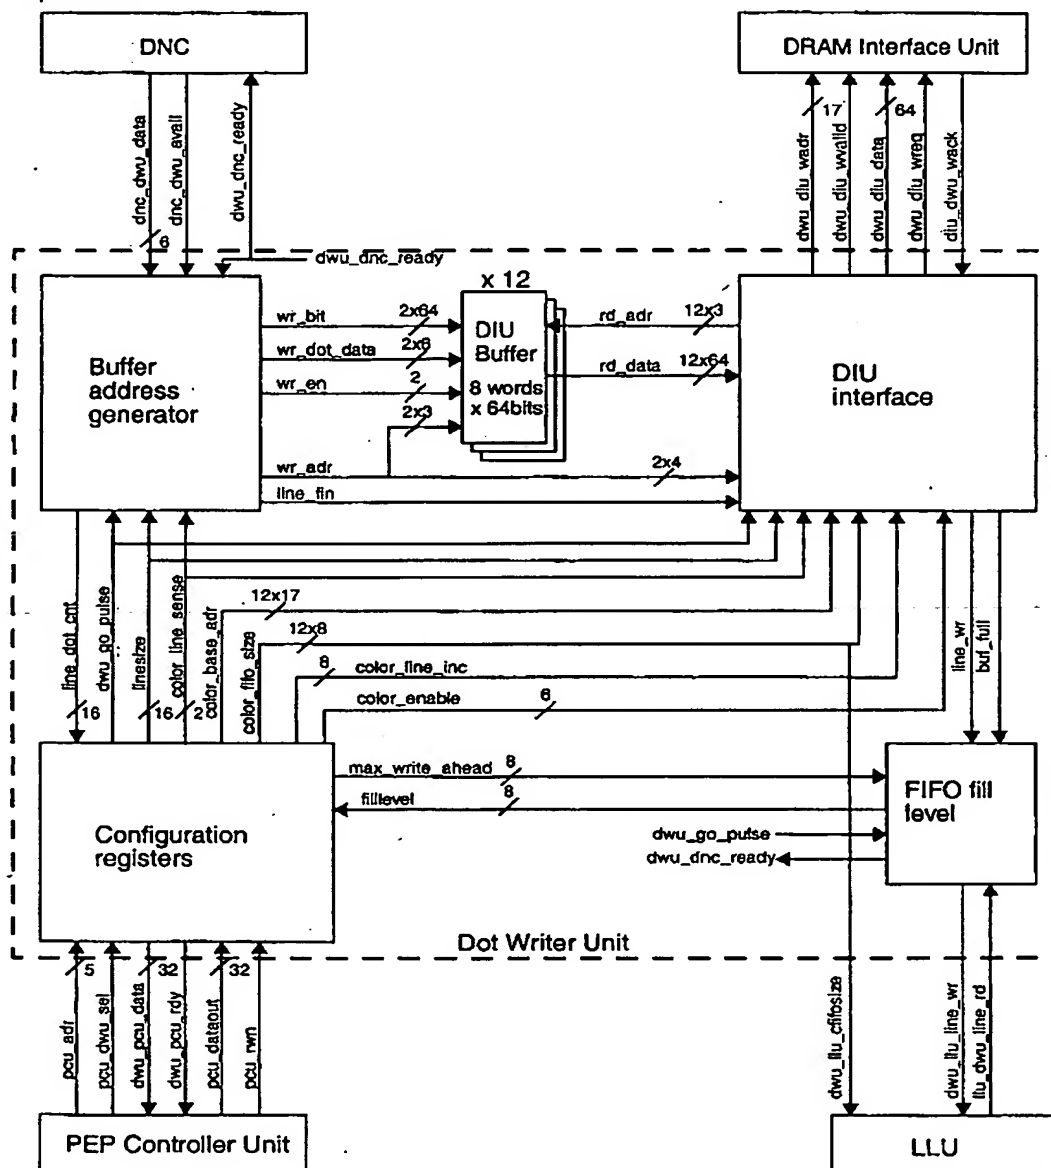 DNC
DRAM Interface Unit
dnc_dwu_data
dnc_dwu_avail
dwu_dnc_ready
6
dwu_diu_wadr
17
dwu_diu_wvalid
dwu_diu_data
64
dwu_diu_wreq
diu_dwu_wack
dwu_dnc_ready
x 12
Buffer
address
generator
wr_bit
2x64
wr_dot_data
2x6
wr_en
2
2x3
wr_adr
2x4
line_fin
DIU
Buffer
8 words
x 64bits
rd_adr
12x3
rd_data
12x64
DIU
interface
line_dot_cnt
16
dwu_go_pulse
linesize
16
color_line_sense
2
color_base_adr
12x17
color_fifo_size
12x8
8
color_line_inc
color_enable
6
line_wr
buf_full
Configuration
registers
max_write_ahead
8
filllevel
8
dwu_go_pulse
dwu_dnc_ready
FIFO fill
level
Dot Writer Unit
5
32
32
pcu_adr
pcu_dwu_sel
dwu_pcu_data
dwu_pcu_rdy
pcu_dataout
pcu_rwn
dwu_llu_cfifosize
dwu_llu_line_wr
llu_dwu_line_rd
PEP Controller Unit
LLU